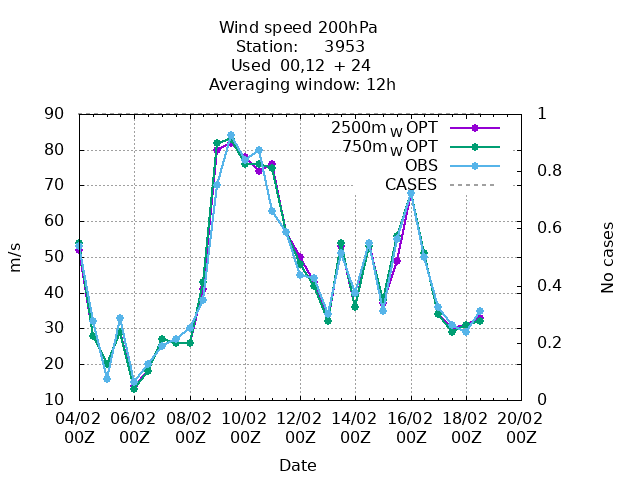 Wind speed 200hPa
Station:     3953
Used  00,12  + 24
Averaging window: 12h
90 1
80
70 0.8
60 0.6
50
40 0.4
30
20 0.2
10 0
m/s
No cases
2500m W OPT
750m W OPT
OBS
CASES
04/02 06/02 08/02 10/02 12/02 14/02 16/02 18/02 20/02
00Z 00Z 00Z 00Z 00Z 00Z 00Z 00Z 00Z
Date